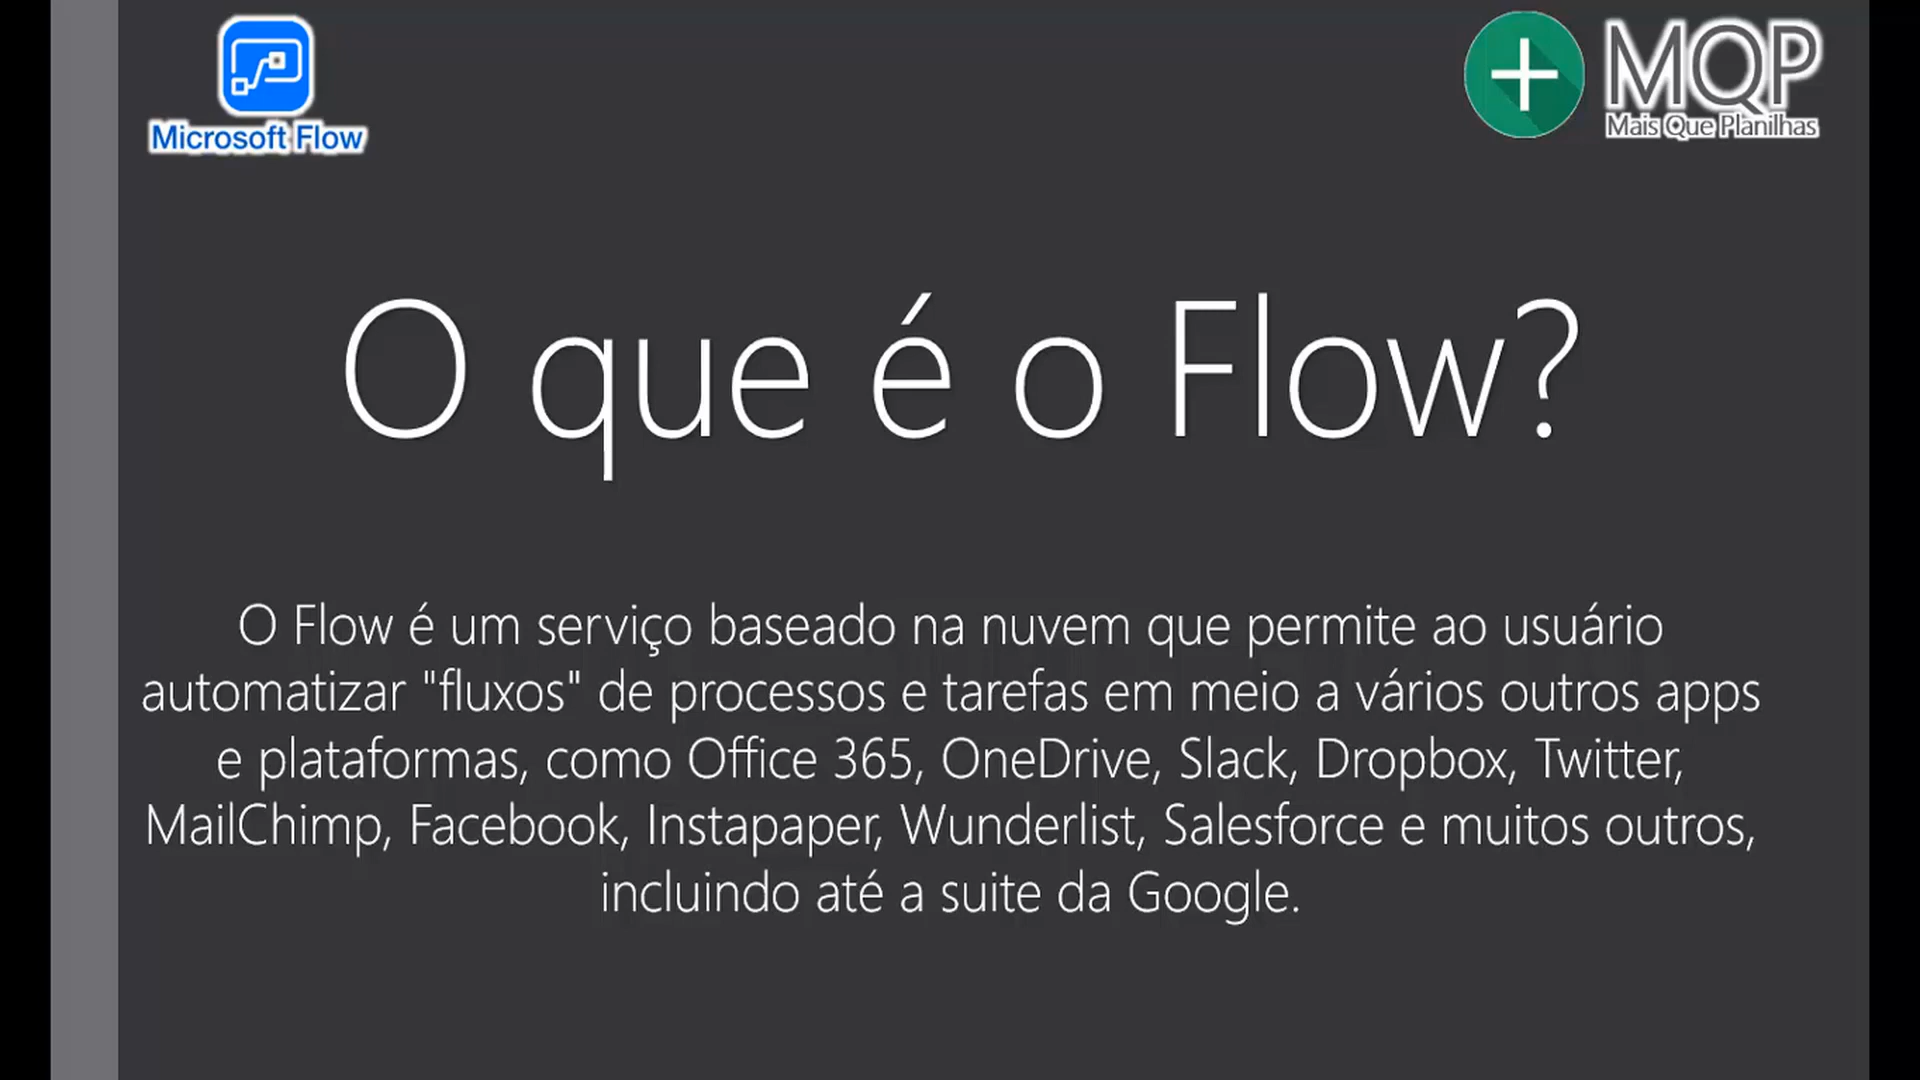 Microsoft Flow
MQP
Mais Que Planilhas
O que é o Flow?
O Flow é um serviço baseado na nuvem que permite ao usuário
automatizar "fluxos" de processos e tarefas em meio a vários outros apps
e plataformas, como Office 365, OneDrive, Slack, Dropbox, Twitter,
MailChimp, Facebook, Instapaper, Wunderlist, Salesforce e muitos outros,
incluindo até a suite da Google.